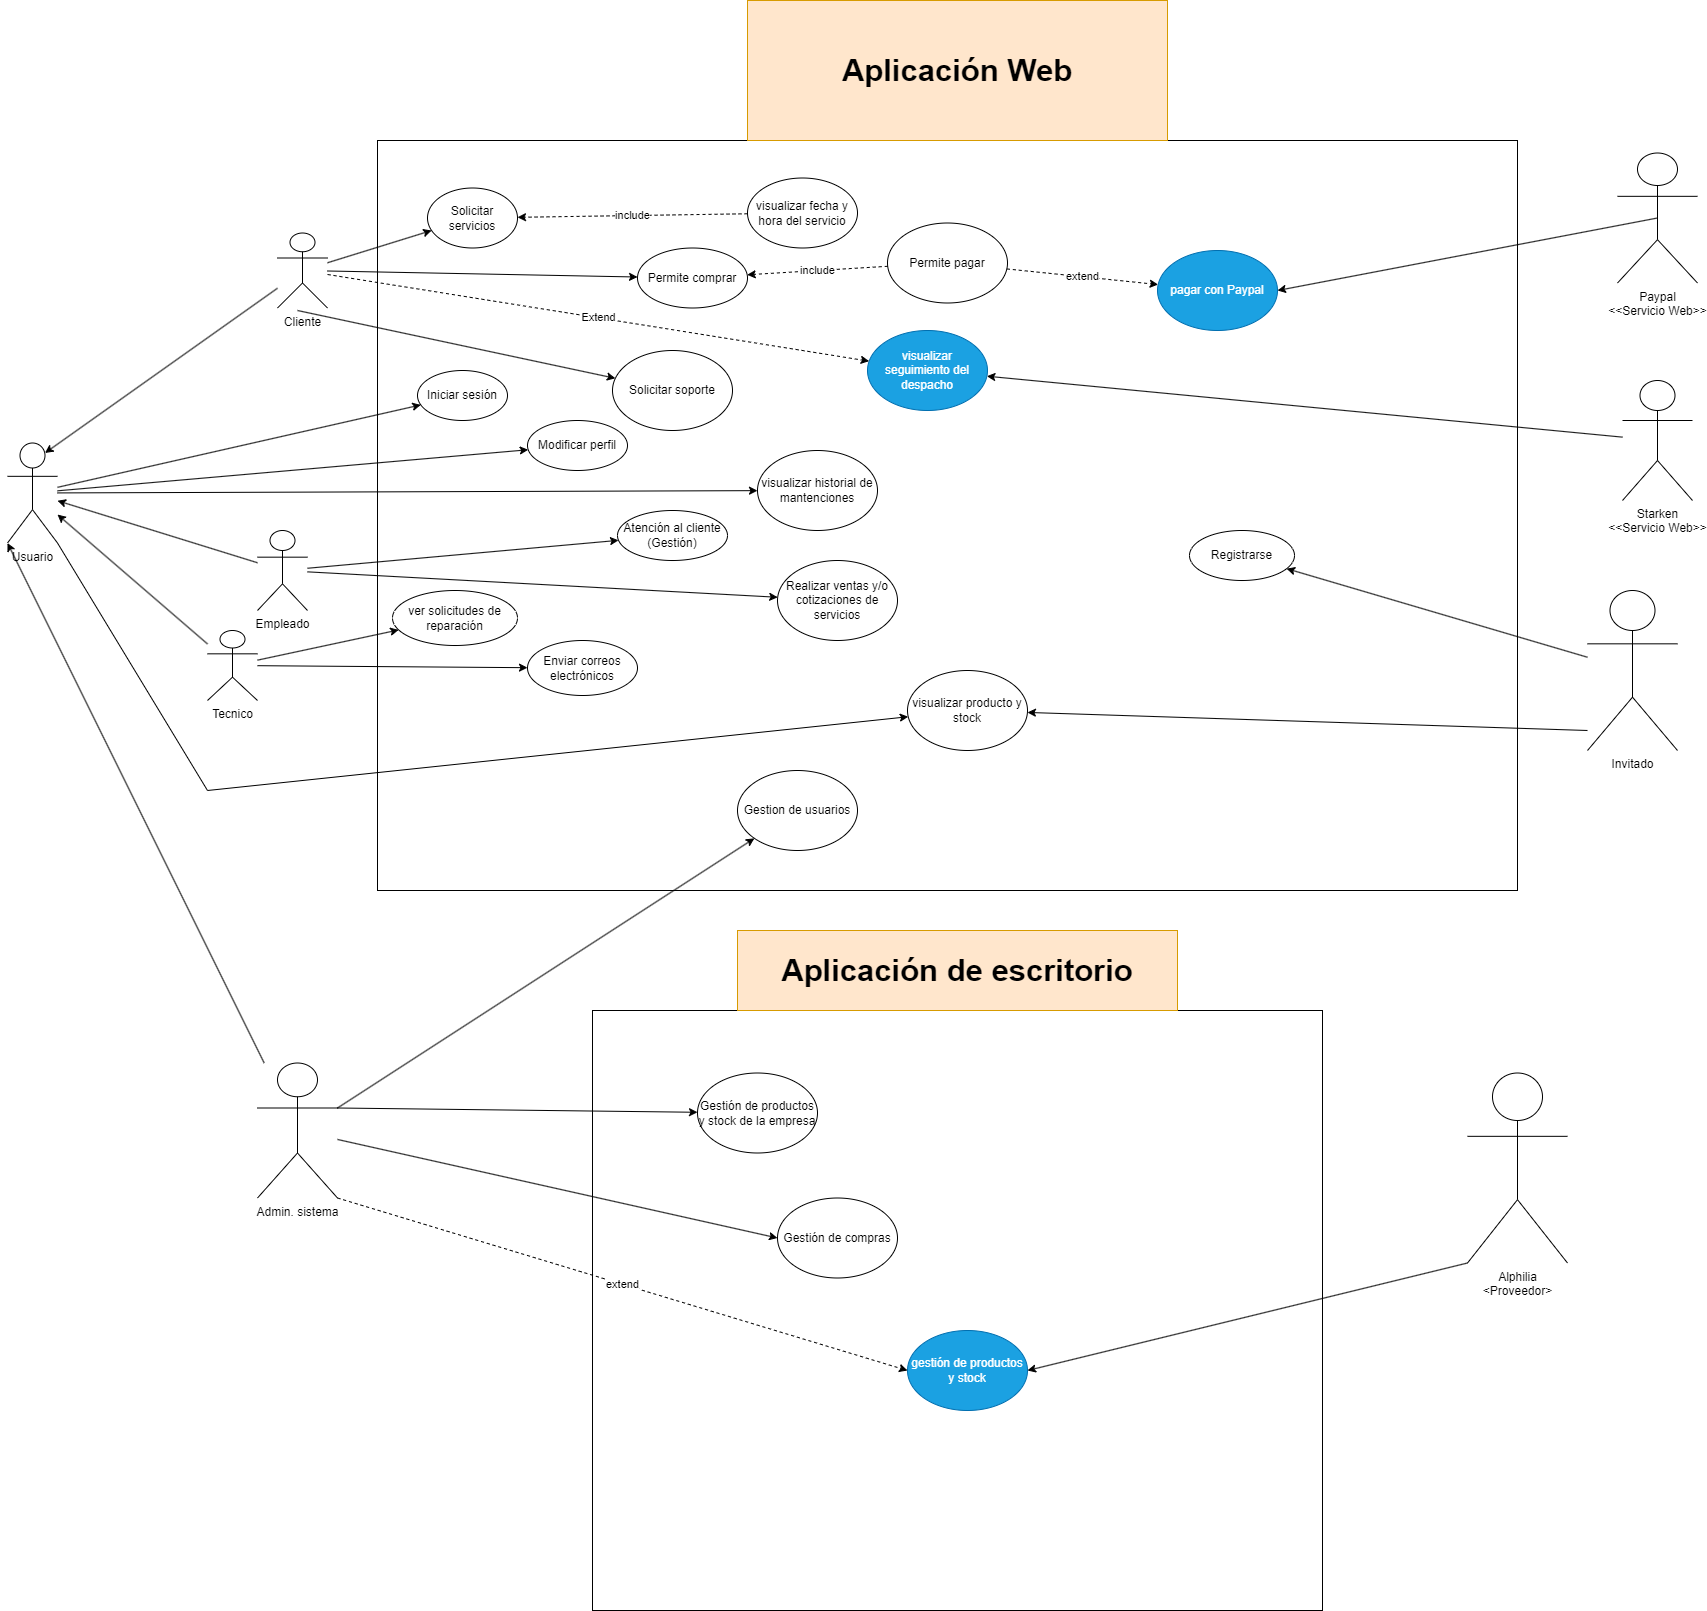 Aplicación Web
Solicitar
servicios
include
visualizar fecha y
hora del servicio
Paypal
<<Servicio Web>>
Cliente
Permite comprar
include
Permite pagar
extend
pagar con Paypal
Extend
visualizar
seguimiento del
despacho
Solicitar soporte
Iniciar sesión
Modificar perfil
visualizar historial de
mantenciones
Starken
<<Servicio Web>>
Usuario
Atención al cliente
(Gestión)
Registrarse
Empleado
Realizar ventas y/o
cotizaciones de
servicios
ver solicitudes de
reparación
Enviar correos
electrónicos
Tecnico
visualizar producto y
stock
Invitado
Gestion de usuarios
Aplicación de escritorio
Gestión de productos
y stock de la empresa
Admin. sistema
Gestión de compras
extend
Alphilia
<Proveedor>
gestión de productos
y stock